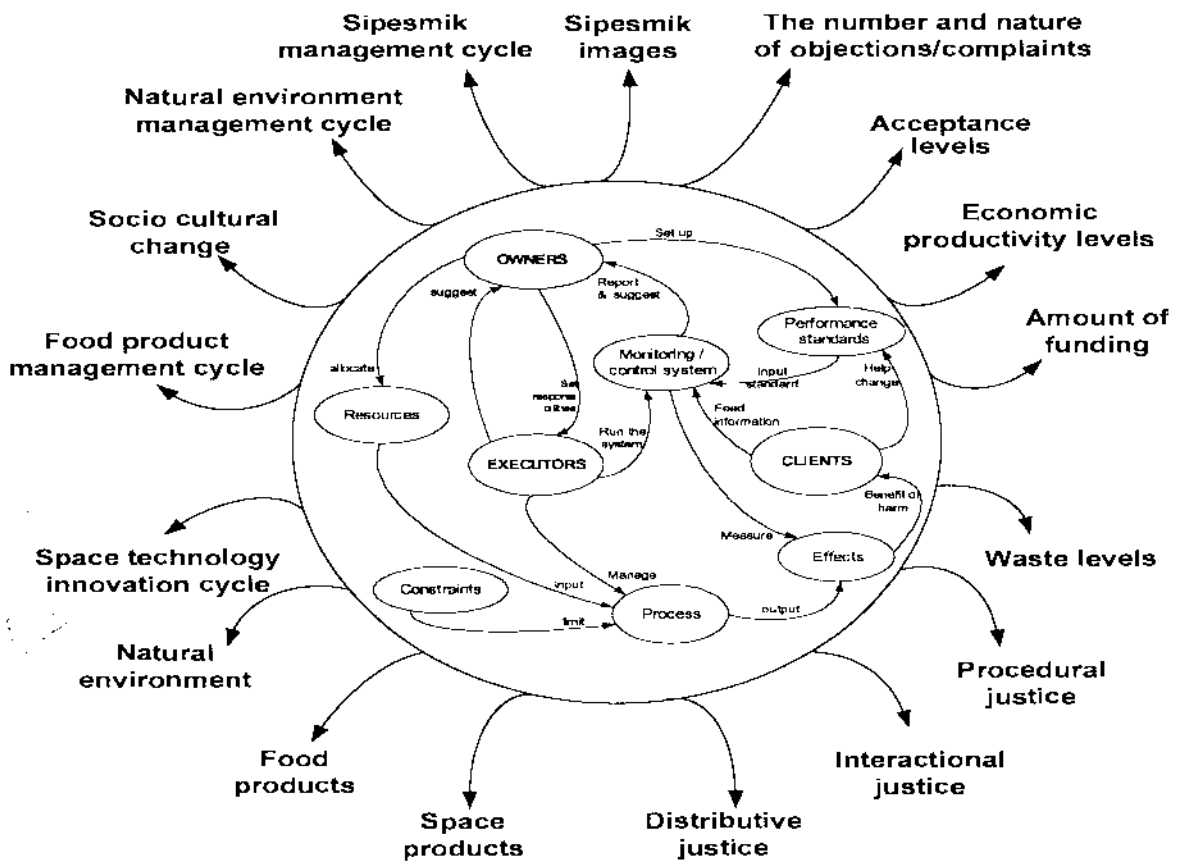 Sipesmik
management cycle
Sipesmik
images
The number and nature
of objections/complaints
Natural environment
management cycle
Acceptance
levels
Socio cultural
change
Economic
productivity levels
Food product
management cycle
Amount of
funding
OWNERS
Set up
suggest
Report
& suggest
Performance
standards
Monitoring /
control system
allocate
Input
standard
Help
change
Resources
Set
Feed
information
Run the
system
EXECUTORS
CLIENTS
Benefit or
harm
Measure
Effects
Space technology
innovation cycle
Waste levels
Constraints
input
Manage
limit
Process
output
Natural
environment
Procedural
justice
Food
products
Interactional
justice
Space
products
Distributive
justice